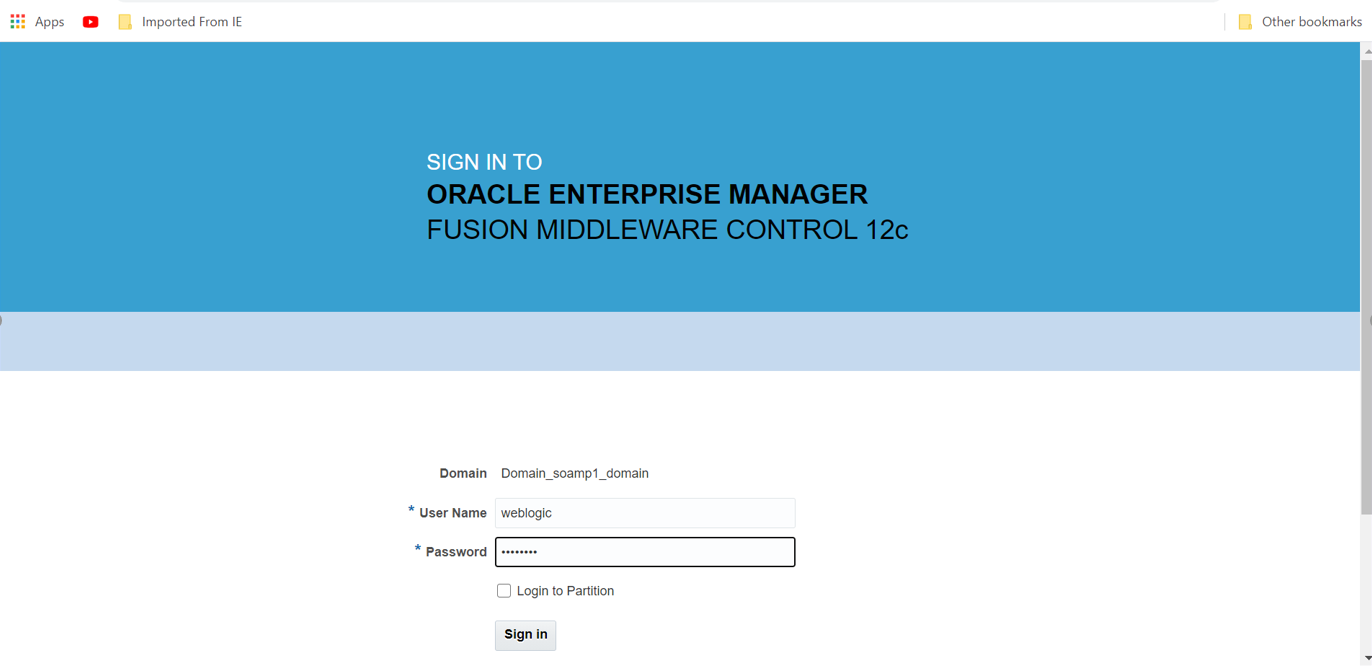 Apps Imported From IE Other bookmarks
SIGN IN TO
ORACLE ENTERPRISE MANAGER
FUSION MIDDLEWARE CONTROL 12c
Domain Domain_soamp1_domain
* User Name weblogic
* Password ••••••••
Login to Partition
Sign in